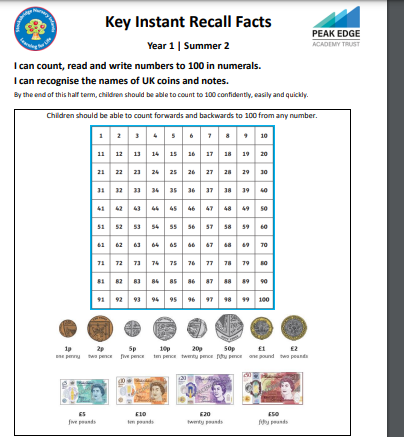 Key Instant Recall Facts
PEAK EDGE
ACADEMY TRUST
Year 1 | Summer 2
I can count, read and write numbers to 100 in numerals.
I can recognise the names of UK coins and notes.
By the end of this half term, children should be able to count to 100 confidently, easily and quickly.
Children should be able to count forwards and backwards to 100 from any number.
1 2 3 4 5 6 7 8 9 10
11 12 13 14 15 16 17 18 19 20
21 22 23 24 25 26 27 28 29 30
31 32 33 34 35 36 37 38 39 40
41 42 43 44 45 46 47 48 49 50
51 52 53 54 55 56 57 58 59 60
61 62 63 64 65 66 67 68 69 70
71 72 73 74 75 76 77 78 79 80
81 82 83 84 85 86 87 88 89 90
91 92 93 94 95 96 97 98 99 100
1p 2p 5p 10p 20p 50p £1 £2
one penny two pence five pence ten pence twenty pence fifty pence one pound two pounds
£5 £10 £20 £50
five pounds ten pounds twenty pounds fifty pounds